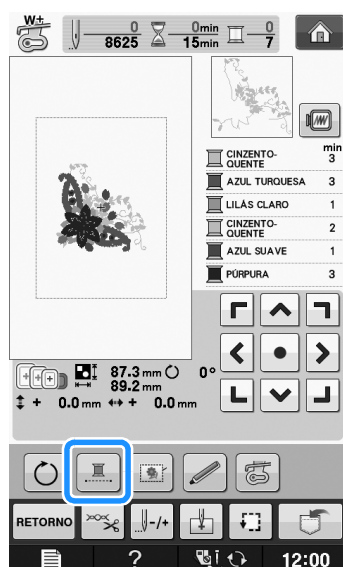 W+
0 0min 0
8625 15min 7
min
CINZENTO-QUENTE 3
AZUL TURQUESA 3
LILÁS CLARO 1
CINZENTO-QUENTE 2
AZUL SUAVE 1
PÚRPURA 3
87.3 mm 0°
89.2 mm
+ 0.0 mm + 0.0 mm
RETORNO -/+
? 12:00